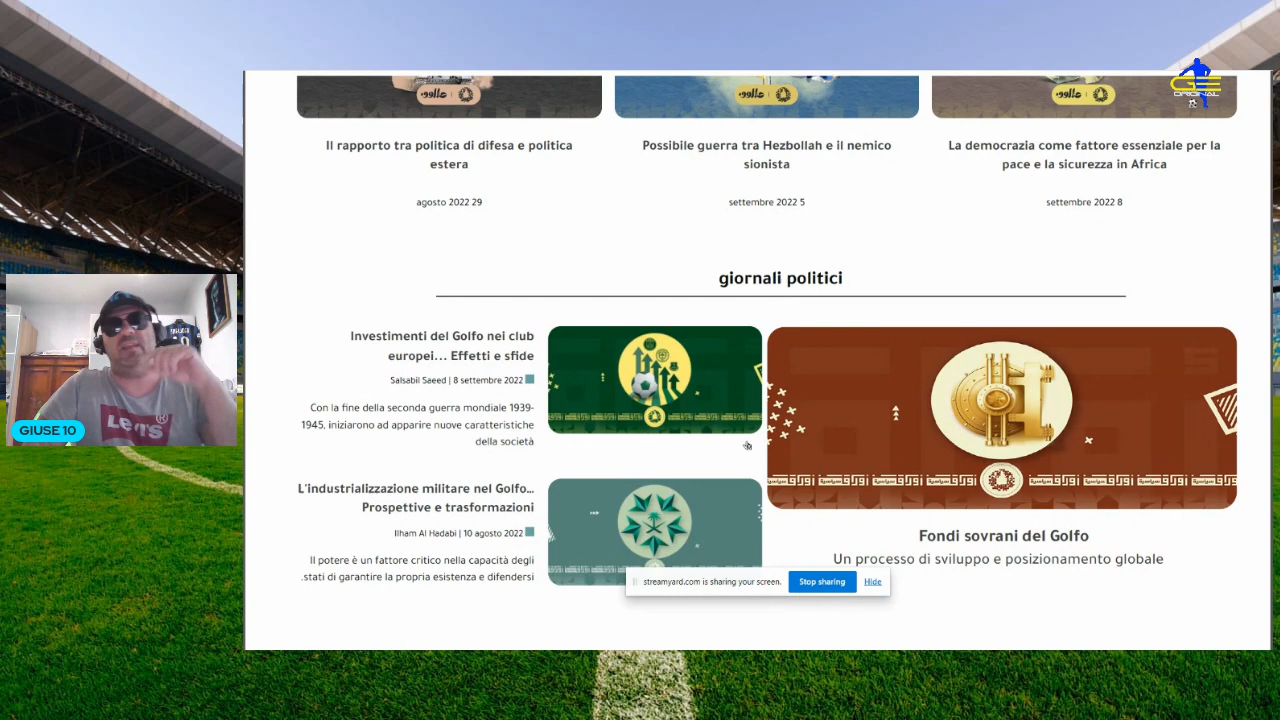 Il rapporto tra politica di difesa e politica
estera
agosto 2022 29
Possibile guerra tra Hezbollah e il nemico
sionista
settembre 2022 5
La democrazia come fattore essenziale per la
pace e la sicurezza in Africa
settembre 2022 8
giornali politici
Investimenti del Golfo nei club
europei... Effetti e sfide
Salsabil Saeed | 8 settembre 2022
Con la fine della seconda guerra mondiale 1939-
1945, iniziarono ad apparire nuove caratteristiche
della società
L'industrializzazione militare nel Golfo...
Prospettive e trasformazioni
Ilham Al Hadabi | 10 agosto 2022
Il potere è un fattore critico nella capacità degli
.stati di garantire la propria esistenza e difendersi
أوراق سياسية
Fondi sovrani del Golfo
Un processo di sviluppo e posizionamento globale
streamyard.com is sharing your screen.
Stop sharing
Hide
Levi's
GIUSE 10